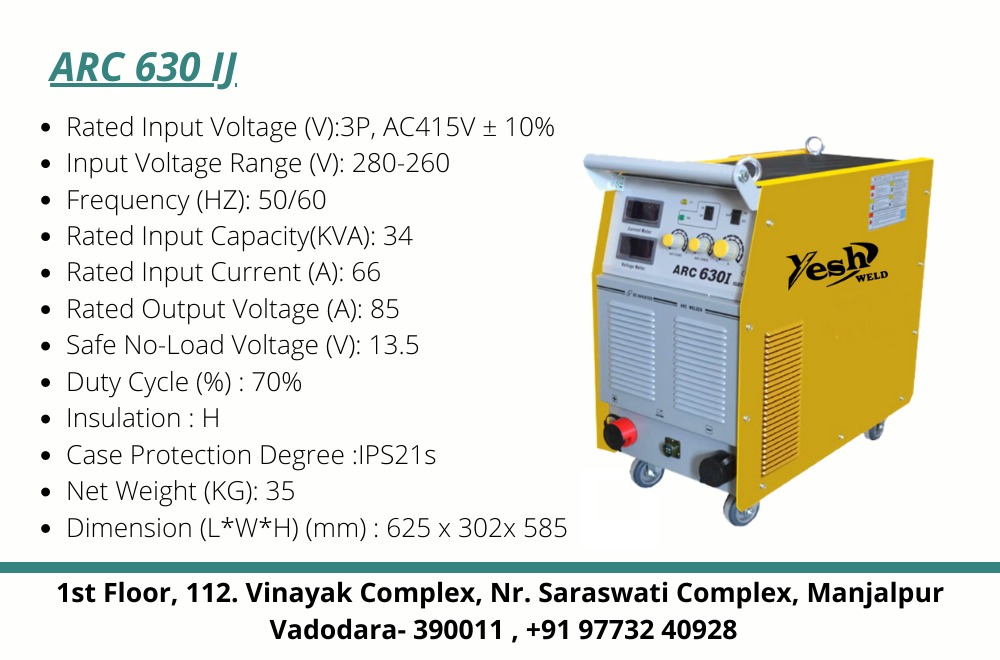 ARC 630 IJ
Rated Input Voltage (V):3P, AC415V ± 10%
Input Voltage Range (V): 280-260
Frequency (HZ): 50/60
Rated Input Capacity(KVA): 34
Rated Input Current (A): 66
Rated Output Voltage (A): 85
Safe No-Load Voltage (V): 13.5
Duty Cycle (%) : 70%
Insulation : H
Case Protection Degree :IPS21s
Net Weight (KG): 35
Dimension (L*W*H) (mm) : 625 x 302x 585
Current Meter
Voltage Meter
ARC 630I
DC INVERTER ARC WELDER
Yesh
WELD
1st Floor, 112. Vinayak Complex, Nr. Saraswati Complex, Manjalpur
Vadodara- 390011 , +91 97732 40928